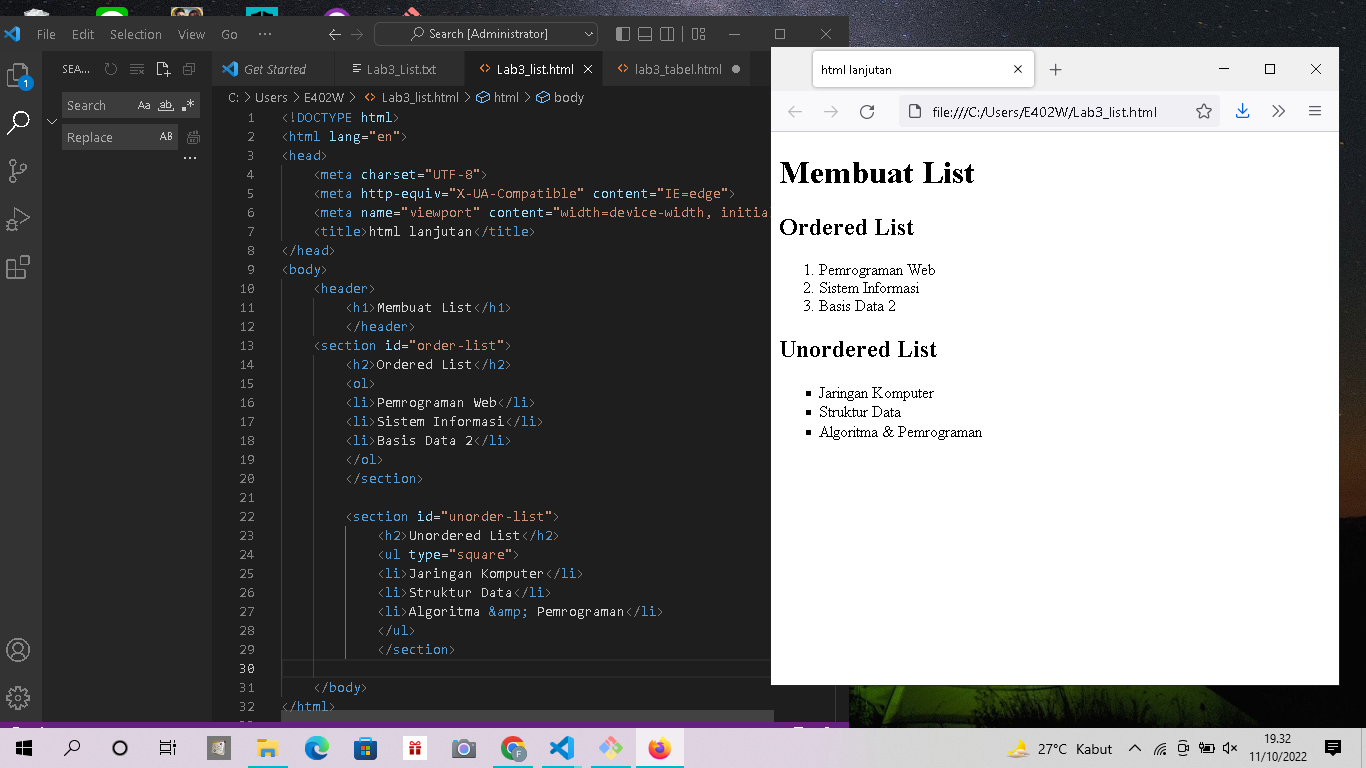 File Edit Selection View Go ··· Search [Administrator]
SEA... Get Started Lab3_List.txt Lab3_list.html lab3_tabel.html
1
Search Aa ab .*
Replace AB
...
C: > Users > E402W > Lab3_list.html > html > body
1 <!DOCTYPE html>
2 <html lang="en">
3 <head>
4 <meta charset="UTF-8">
5 <meta http-equiv="X-UA-Compatible" content="IE=edge">
6 <meta name="viewport" content="width=device-width, initia
7 <title>html lanjutan</title>
8 </head>
9 <body>
10 <header>
11 <h1>Membuat List</h1>
12 </header>
13 <section id="order-list">
14 <h2>Ordered List</h2>
15 <ol>
16 <li>Pemrograman Web</li>
17 <li>Sistem Informasi</li>
18 <li>Basis Data 2</li>
19 </ol>
20 </section>
21
22 <section id="unorder-list">
23 <h2>Unordered List</h2>
24 <ul type="square">
25 <li>Jaringan Komputer</li>
26 <li>Struktur Data</li>
27 <li>Algoritma &amp; Pemrograman</li>
28 </ul>
29 </section>
30
31 </body>
32 </html>
html lanjutan
file:///C:/Users/E402W/Lab3_list.html
Membuat List
Ordered List
1. Pemrograman Web
2. Sistem Informasi
3. Basis Data 2
Unordered List
Jaringan Komputer
Struktur Data
Algoritma & Pemrograman
F
27°C Kabut
19.32
11/10/2022